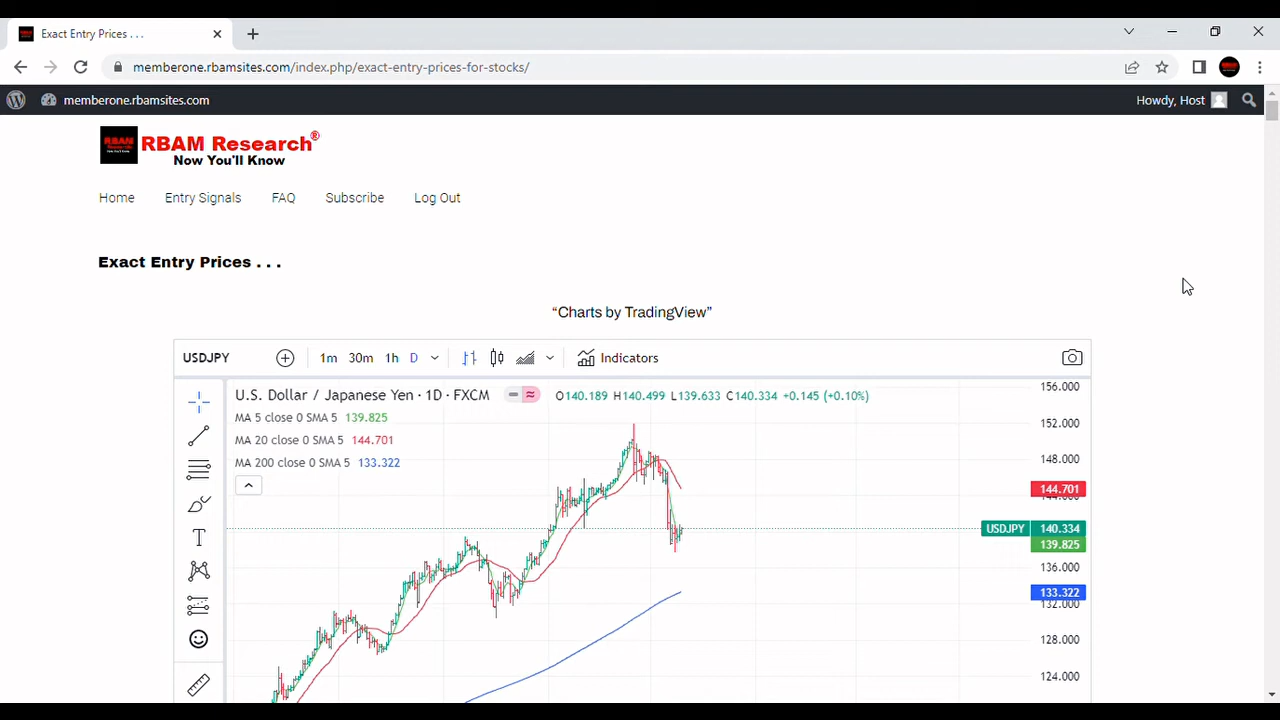 Exact Entry Prices . . .
memberone.rbamsites.com/index.php/exact-entry-prices-for-stocks/
memberone.rbamsites.com
Howdy, Host
RBAM Research®
Now You'll Know
Home Entry Signals FAQ Subscribe Log Out
Exact Entry Prices . . .
“Charts by TradingView”
USDJPY 1m 30m 1h D Indicators
U.S. Dollar / Japanese Yen · 1D · FXCM O140.189 H140.499 L139.633 C140.334 +0.145 (+0.10%)
MA 5 close 0 SMA 5 139.825
MA 20 close 0 SMA 5 144.701
MA 200 close 0 SMA 5 133.322
156.000
152.000
148.000
144.701
USDJPY 140.334
139.825
136.000
133.322
132.000
128.000
124.000